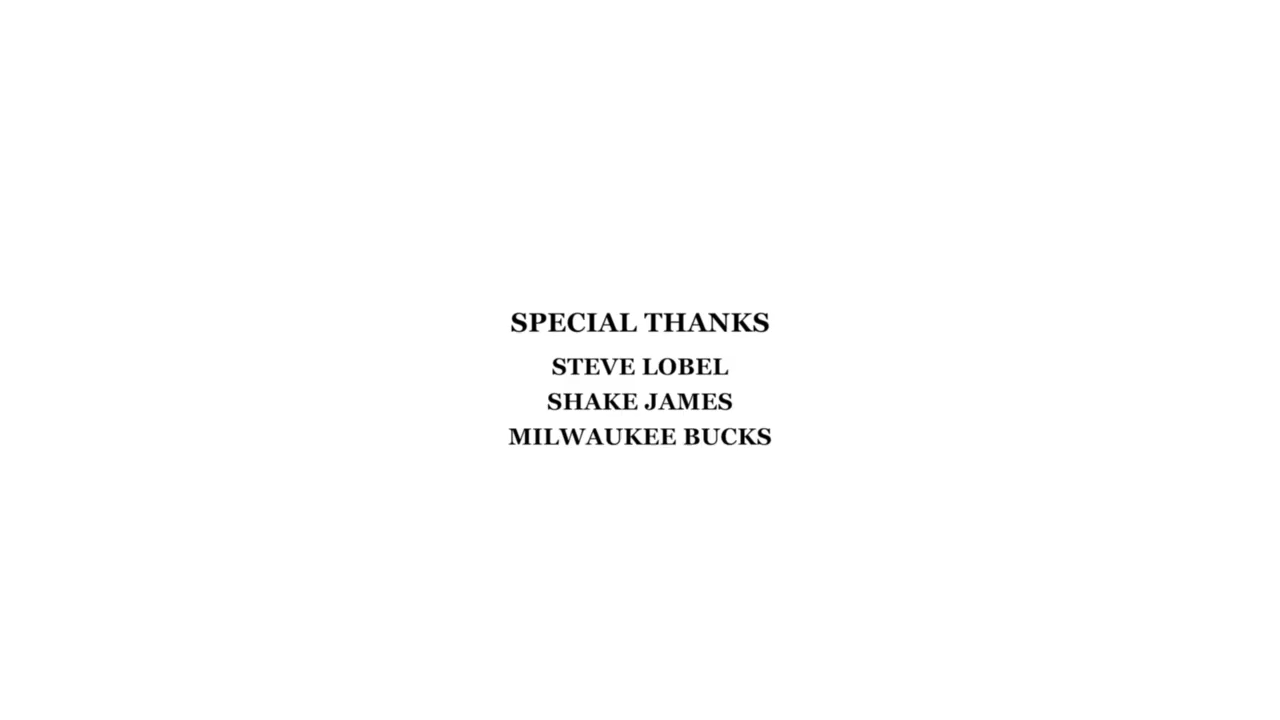 SPECIAL THANKS
STEVE LOBEL
SHAKE JAMES
MILWAUKEE BUCKS